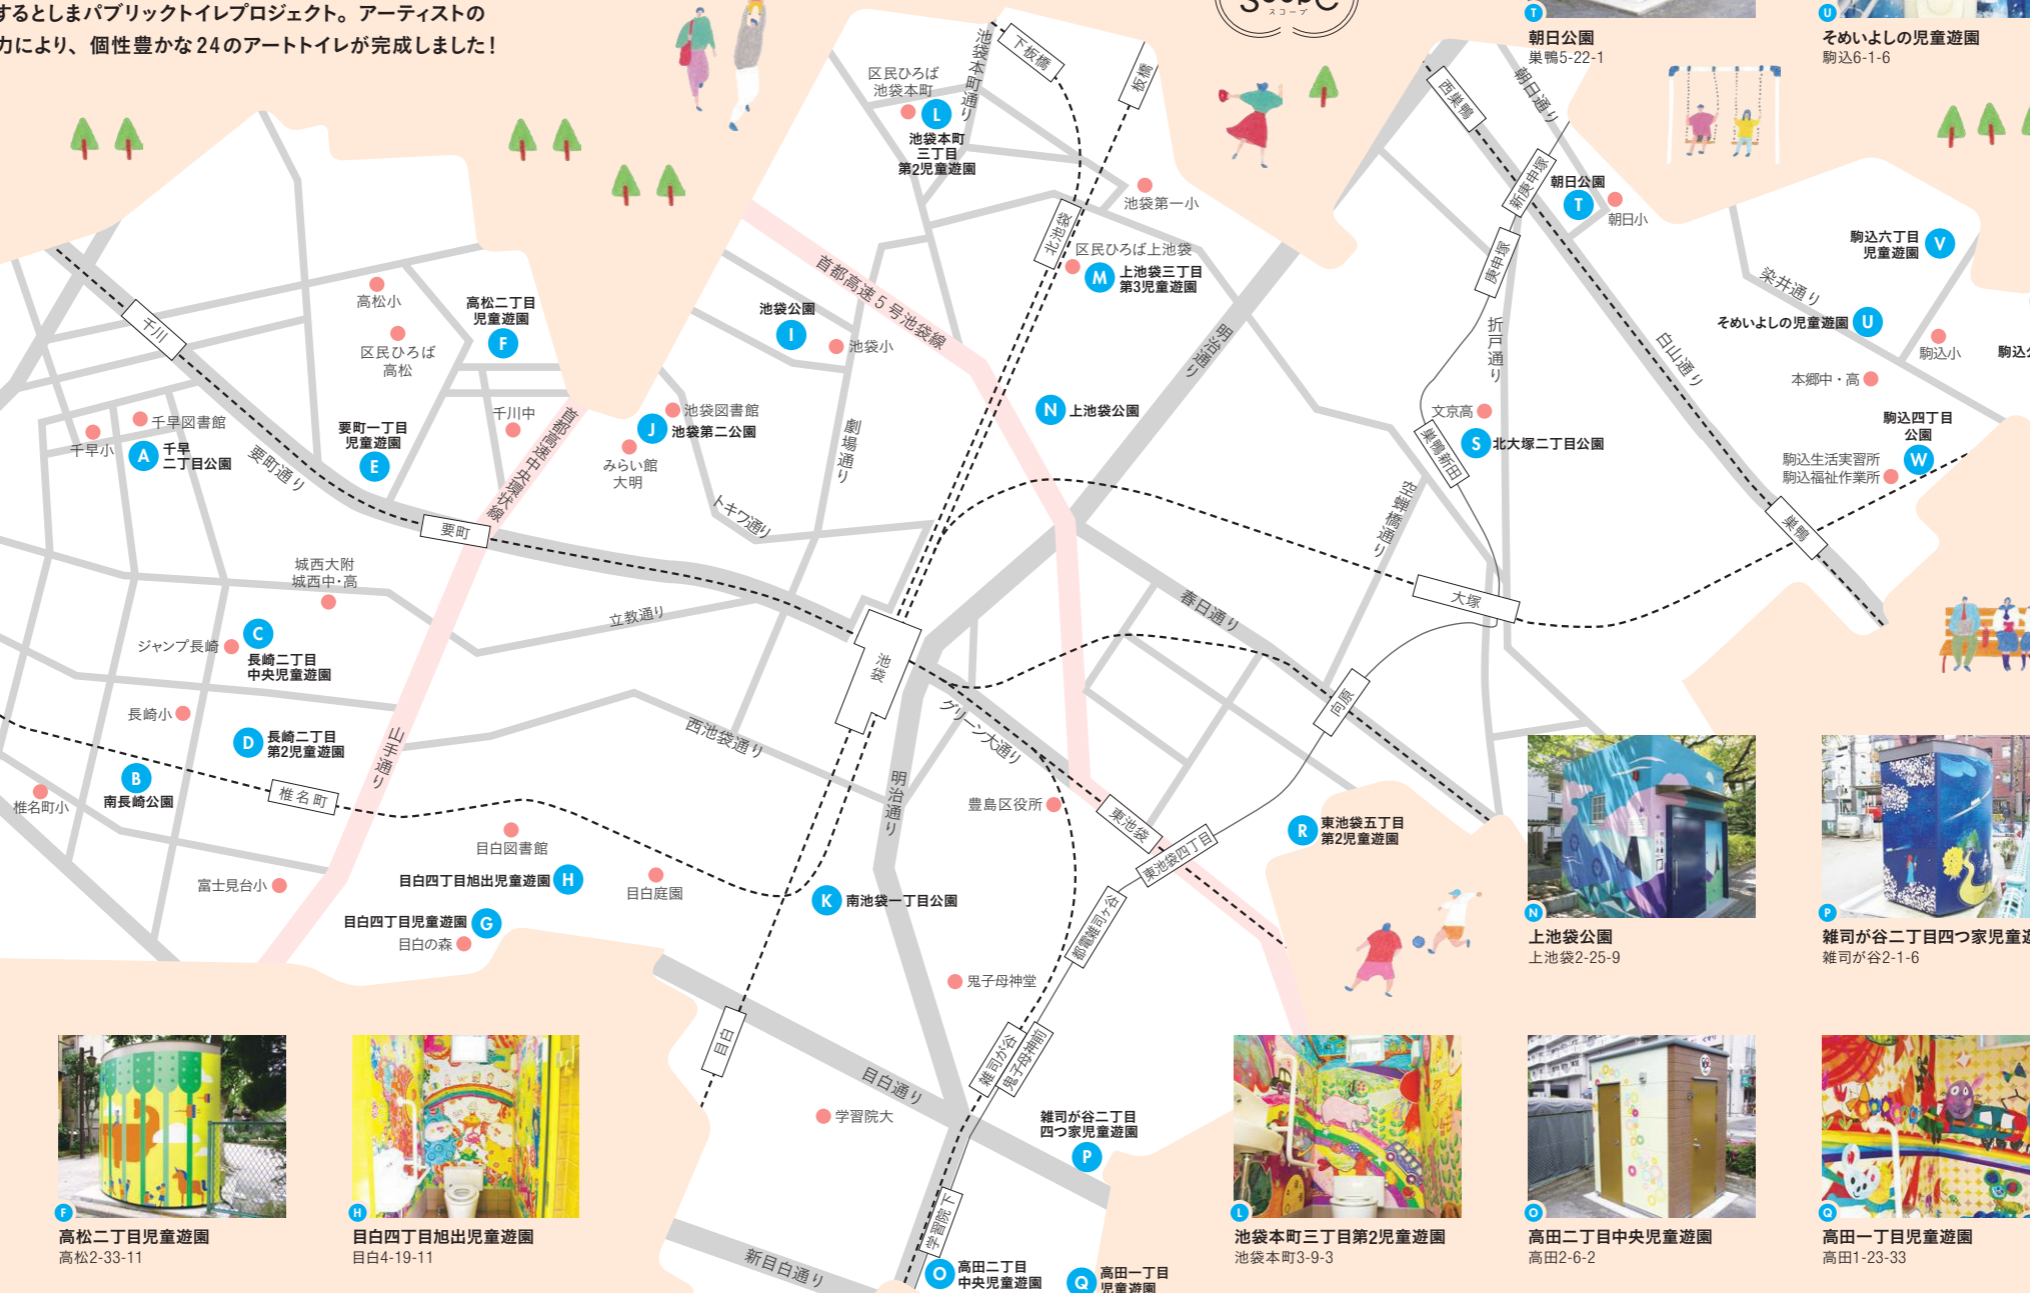 するとしまパブリックトイレプロジェクト。アーティストの
力により、個性豊かな24のアートトイレが完成しました！
スコープ
T
朝日公園
巣鴨5-22-1
U
そめいよしの児童遊園
駒込6-1-6
下板橋
板橋
池袋本町通り
区民ひろば
池袋本町
L
池袋本町
三丁目
第2児童遊園
池袋第一小
北池袋
区民ひろば上池袋
M
上池袋三丁目
第3児童遊園
首都高速5号池袋線
池袋公園
I
池袋小
明治通り
西巣鴨
朝日通り
新庚申塚
朝日公園
T
朝日小
庚申塚
折戸通り
白山通り
駒込六丁目
児童遊園
V
染井通り
そめいよしの児童遊園
U
駒込小
本郷中・高
駒込四丁目
公園
W
駒込生活実習所
駒込福祉作業所
巣鴨
文京高
S
北大塚二丁目公園
巣鴨新田
空蝉橋通り
千川
高松小
区民ひろば
高松
高松二丁目
児童遊園
F
千早図書館
千早小
A
千早
二丁目公園
要町通り
要町一丁目
児童遊園
E
千川中
首都高速中央環状線
要町
池袋図書館
J
池袋第二公園
みらい館
大明
劇場通り
トキワ通り
N
上池袋公園
城西大附
城西中・高
ジャンプ長崎
C
長崎二丁目
中央児童遊園
立教通り
池袋
春日通り
大塚
向原
長崎小
D
長崎二丁目
第2児童遊園
山手通り
西池袋通り
グリーン大通り
B
南長崎公園
椎名町小
椎名町
明治通り
豊島区役所
東池袋
東池袋四丁目
R
東池袋五丁目
第2児童遊園
目白図書館
目白四丁目旭出児童遊園
H
目白庭園
富士見台小
目白四丁目児童遊園
G
目白の森
K
南池袋一丁目公園
都電雑司ヶ谷
鬼子母神堂
目白
雑司が谷
鬼子母神前
目白通り
学習院大
雑司が谷二丁目
四つ家児童遊園
P
学習院下
新目白通り
O
高田二丁目
中央児童遊園
Q
高田一丁目
児童遊園
N
上池袋公園
上池袋2-25-9
P
雑司が谷二丁目四つ家児童
雑司が谷2-1-6
F
高松二丁目児童遊園
高松2-33-11
H
目白四丁目旭出児童遊園
目白4-19-11
L
池袋本町三丁目第2児童遊園
池袋本町3-9-3
O
高田二丁目中央児童遊園
高田2-6-2
Q
高田一丁目児童遊園
高田1-23-33